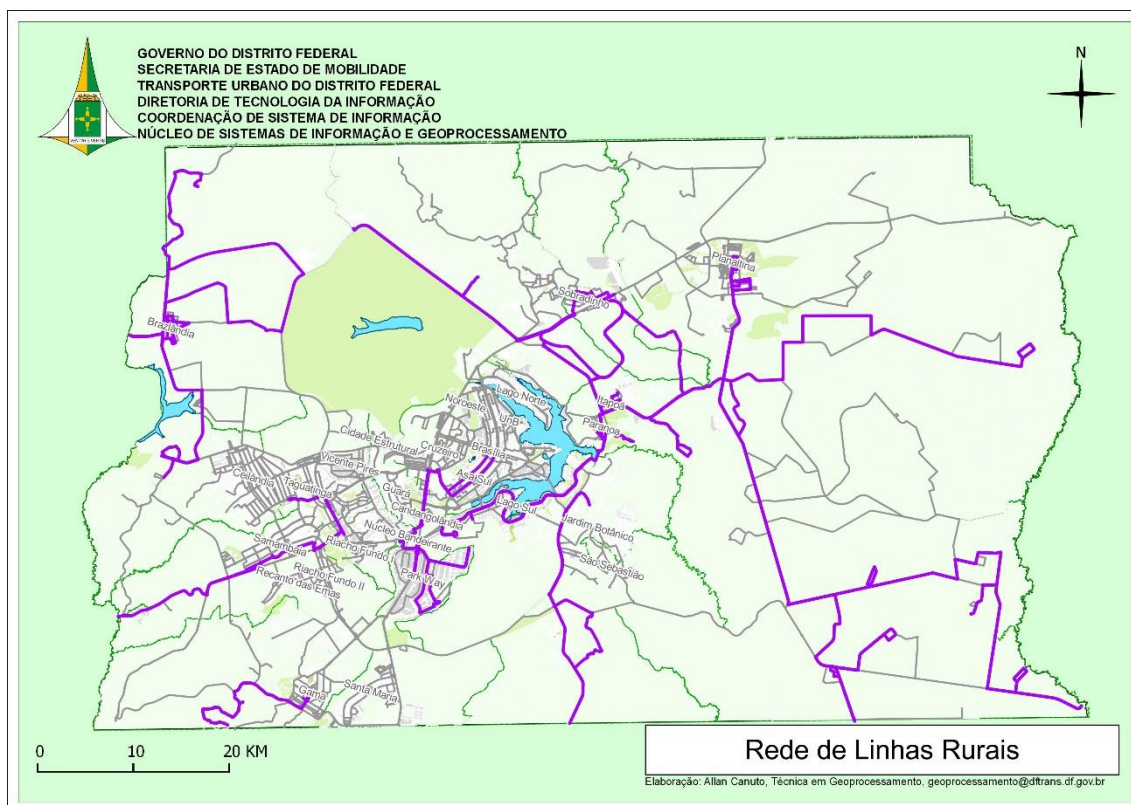 GOVERNO DO DISTRITO FEDERAL
SECRETARIA DE ESTADO DE MOBILIDADE
TRANSPORTE URBANO DO DISTRITO FEDERAL
DIRETORIA DE TECNOLOGIA DA INFORMAÇÃO
COORDENAÇÃO DE SISTEMA DE INFORMAÇÃO
NÚCLEO DE SISTEMAS DE INFORMAÇÃO E GEOPROCESSAMENTO
N
Planaltina
Sobradinho
Brazlândia
Lago Norte
Noroeste
UnB
Itapoã
Paranoá
Cidade Estrutural
Cruzeiro
Brasília
Vicente Pires
Asa Sul
Ceilândia
Taguatinga
Guará
Lago Sul
Candangolândia
Jardim Botânico
Núcleo Bandeirante
Samambaia
Riacho Fundo
São Sebastião
Riacho Fundo II
Recanto das Emas
Park Way
Santa Maria
Gama
0 10 20 KM
Rede de Linhas Rurais
Elaboração: Allan Canuto, Técnica em Geoprocessamento, geoprocessamento@dftrans.df.gov.br